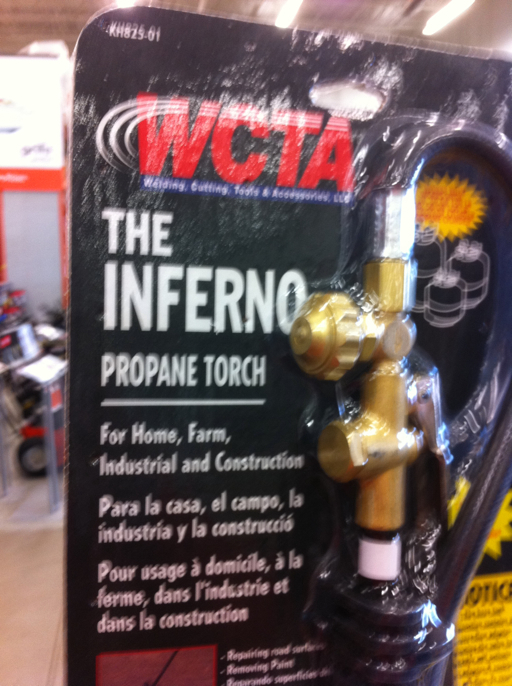 KH825-01
WCTA
Welding, Cutting, Tools & Accessories, LLC
THE
INFERNO
PROPANE TORCH
For Home, Farm,
Industrial and Construction
Para la casa, el campo, la
industria y la construcció
Pour usage à domicile, à la
ferme, dans l'industrie et
dans la construction
- Repairing road
- Removing Paint